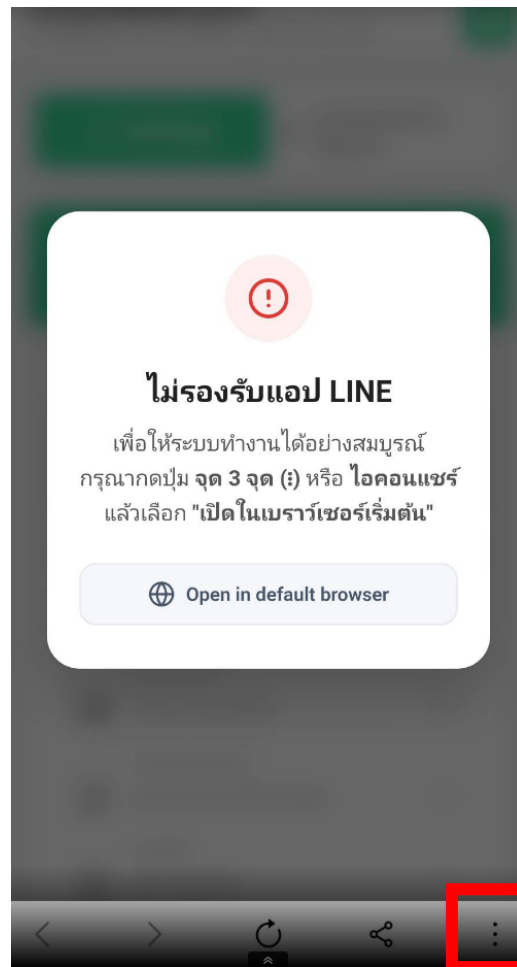 ไม่รองรับแอป LINE
เพื่อให้ระบบทำงานได้อย่างสมบูรณ์
กรุณากดปุ่ม จุด 3 จุด (⋮) หรือ ไอคอนแชร์
แล้วเลือก "เปิดในเบราว์เซอร์เริ่มต้น"
Open in default browser